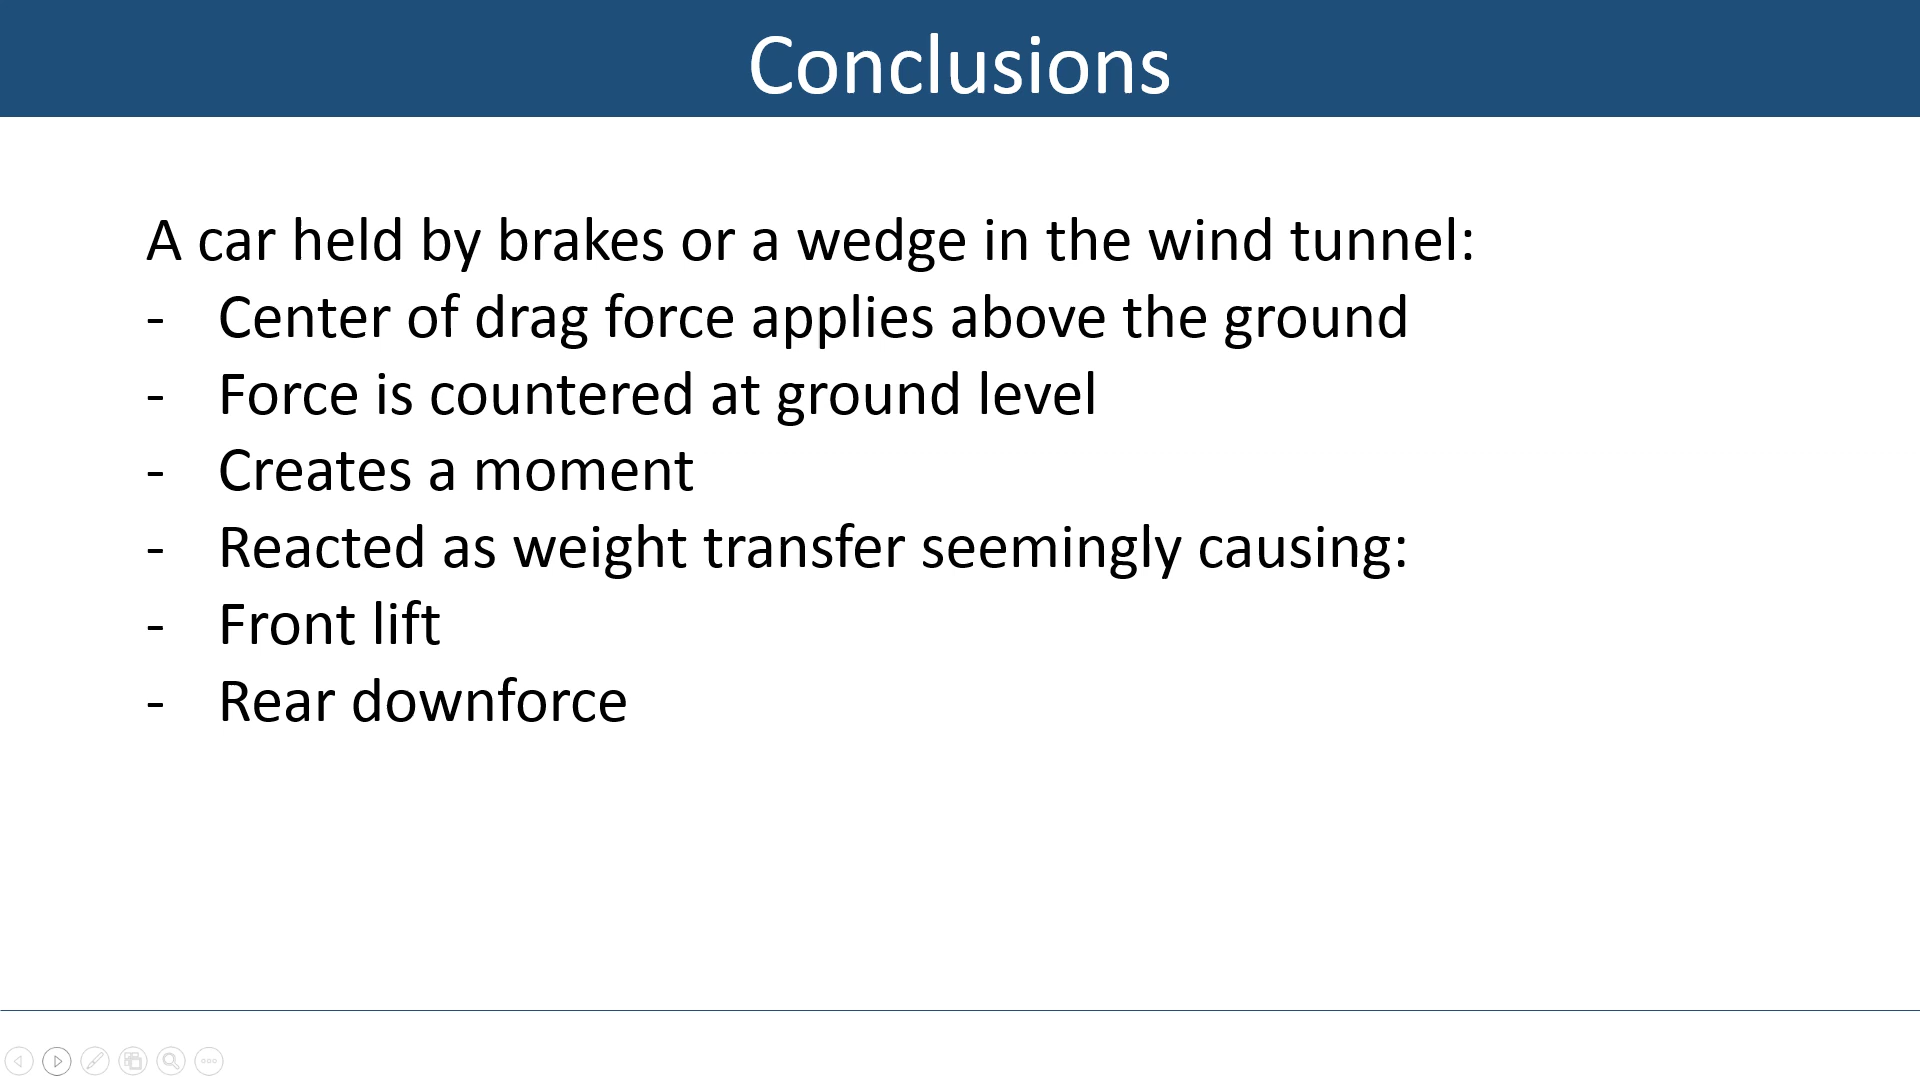 Conclusions
A car held by brakes or a wedge in the wind tunnel:
- Center of drag force applies above the ground
- Force is countered at ground level
- Creates a moment
- Reacted as weight transfer seemingly causing:
- Front lift
- Rear downforce